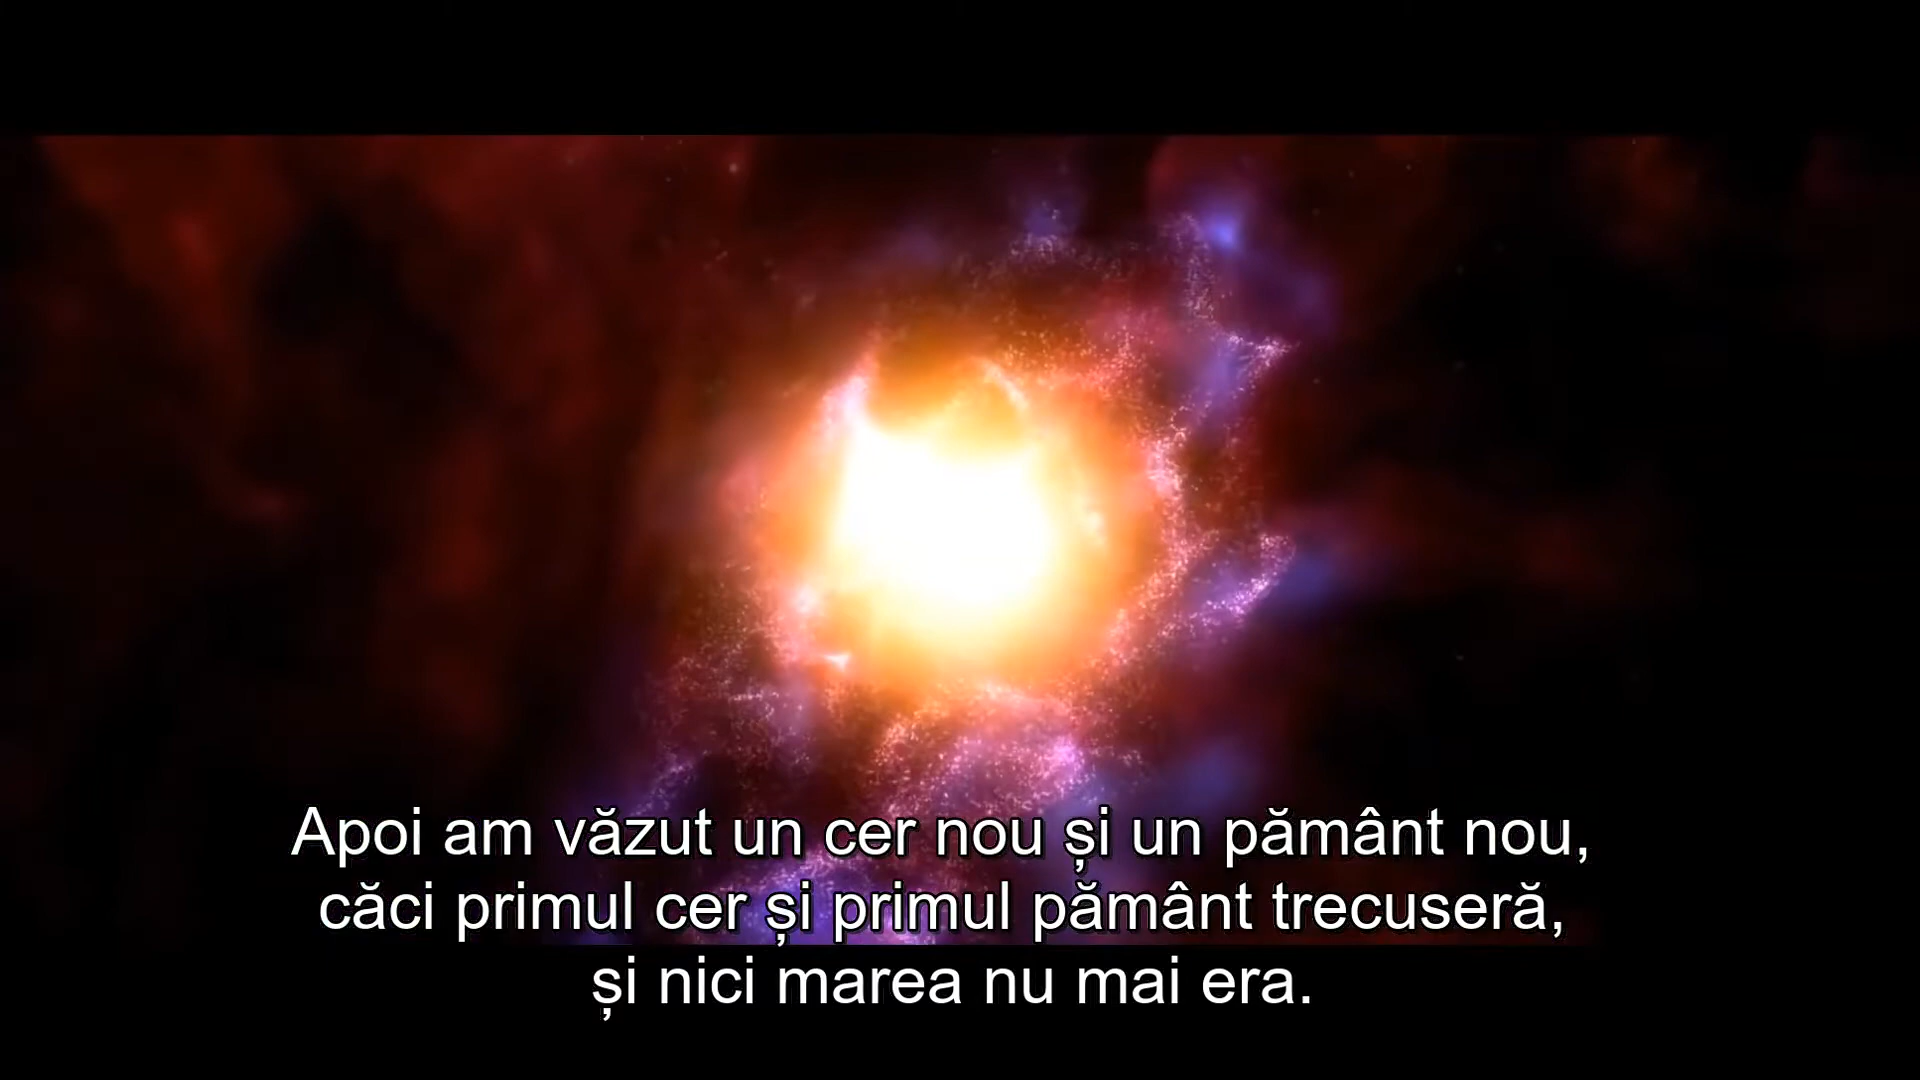 Apoi am văzut un cer nou și un pământ nou,
căci primul cer și primul pământ trecuseră,
și nici marea nu mai era.